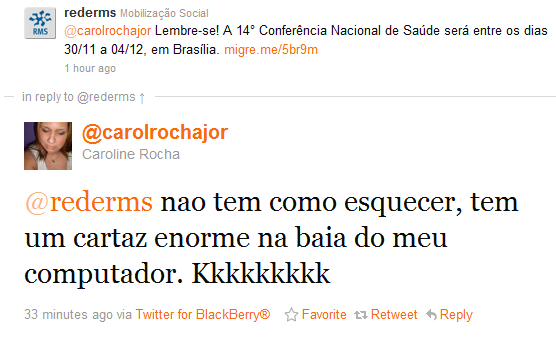 rederms Mobilização Social
@carolrochajor Lembre-se! A 14° Conferência Nacional de Saúde será entre os dias
30/11 a 04/12, em Brasília. migre.me/5br9m
RMS
1 hour ago
in reply to @rederms ↑
@carolrochajor
Caroline Rocha
@rederms nao tem como esquecer, tem
um cartaz enorme na baia do meu
computador. Kkkkkkkkk
33 minutes ago via Twitter for BlackBerry® Favorite Retweet Reply